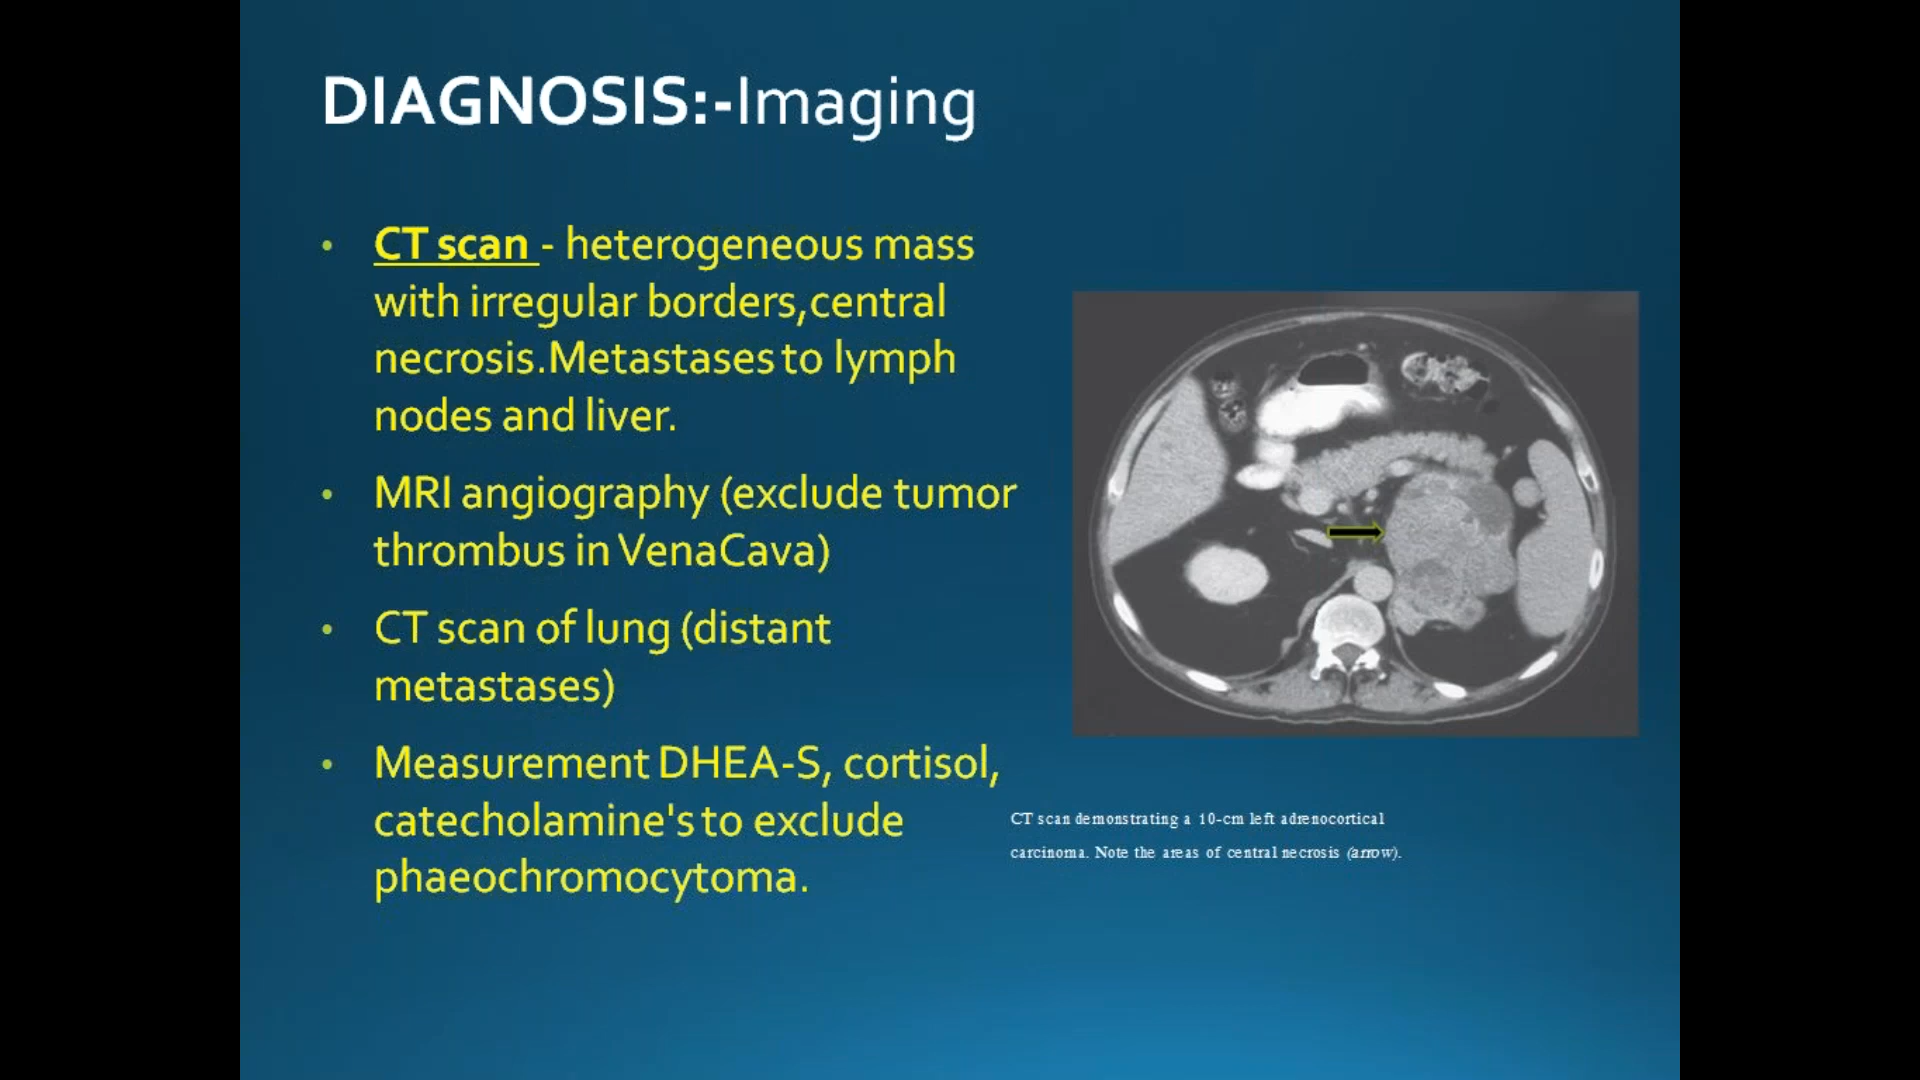 DIAGNOSIS:-Imaging
• CT scan - heterogeneous mass
with irregular borders,central
necrosis.Metastases to lymph
nodes and liver.
• MRI angiography (exclude tumor
thrombus in VenaCava)
• CT scan of lung (distant
metastases)
• Measurement DHEA-S, cortisol,
catecholamine's to exclude
phaeochromocytoma.
CT scan demonstrating a 10-cm left adrenocortical
carcinoma. Note the areas of central necrosis (arrow).